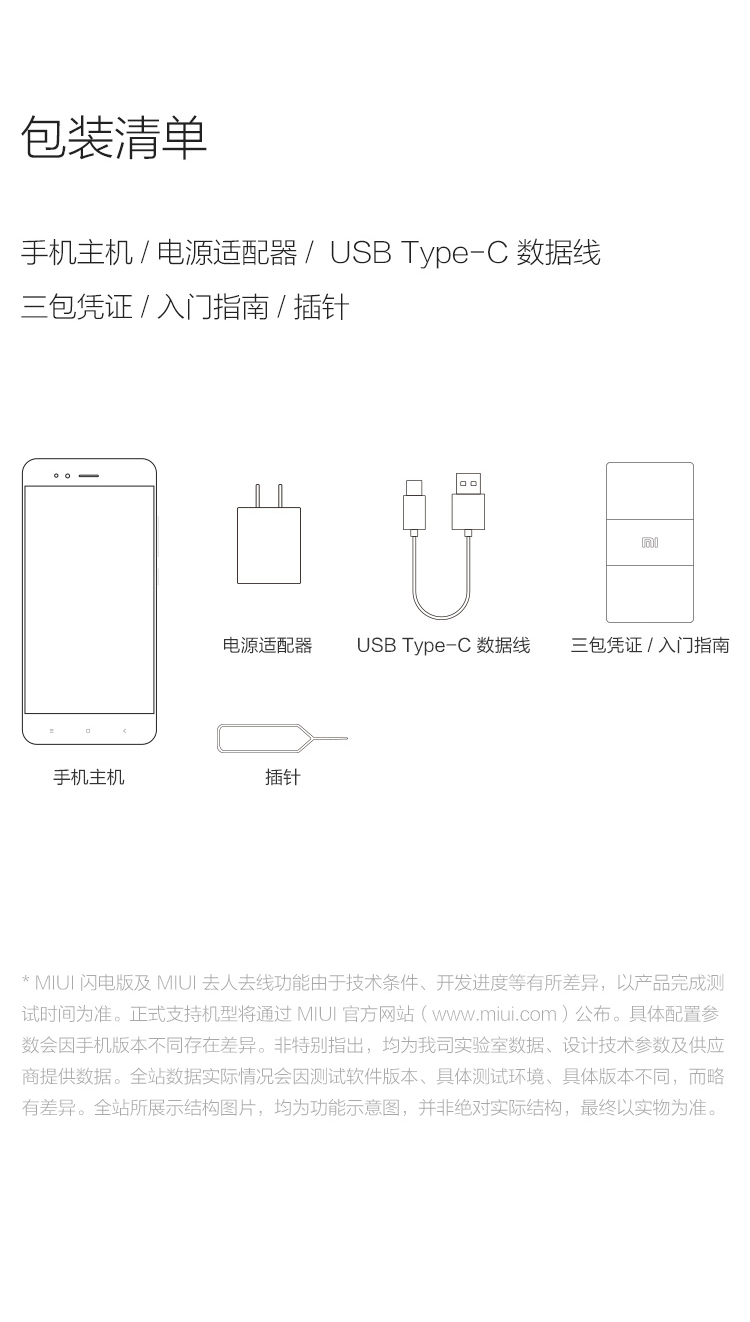 包装清单
手机主机 / 电源适配器 / USB Type-C 数据线
三包凭证 / 入门指南 / 插针
MI
电源适配器
USB Type-C 数据线
三包凭证 / 入门指南
手机主机
插针
* MIUI 闪电版及 MIUI 去人去线功能由于技术条件、开发进度等有所差异，以产品完成测
试时间为准。正式支持机型将通过 MIUI 官方网站（www.miui.com）公布。具体配置参
数会因手机版本不同存在差异。非特别指出，均为我司实验室数据、设计技术参数及供应
商提供数据。全站数据实际情况会因测试软件版本、具体测试环境、具体版本不同，而略
有差异。全站所展示结构图片，均为功能示意图，并非绝对实际结构，最终以实物为准。